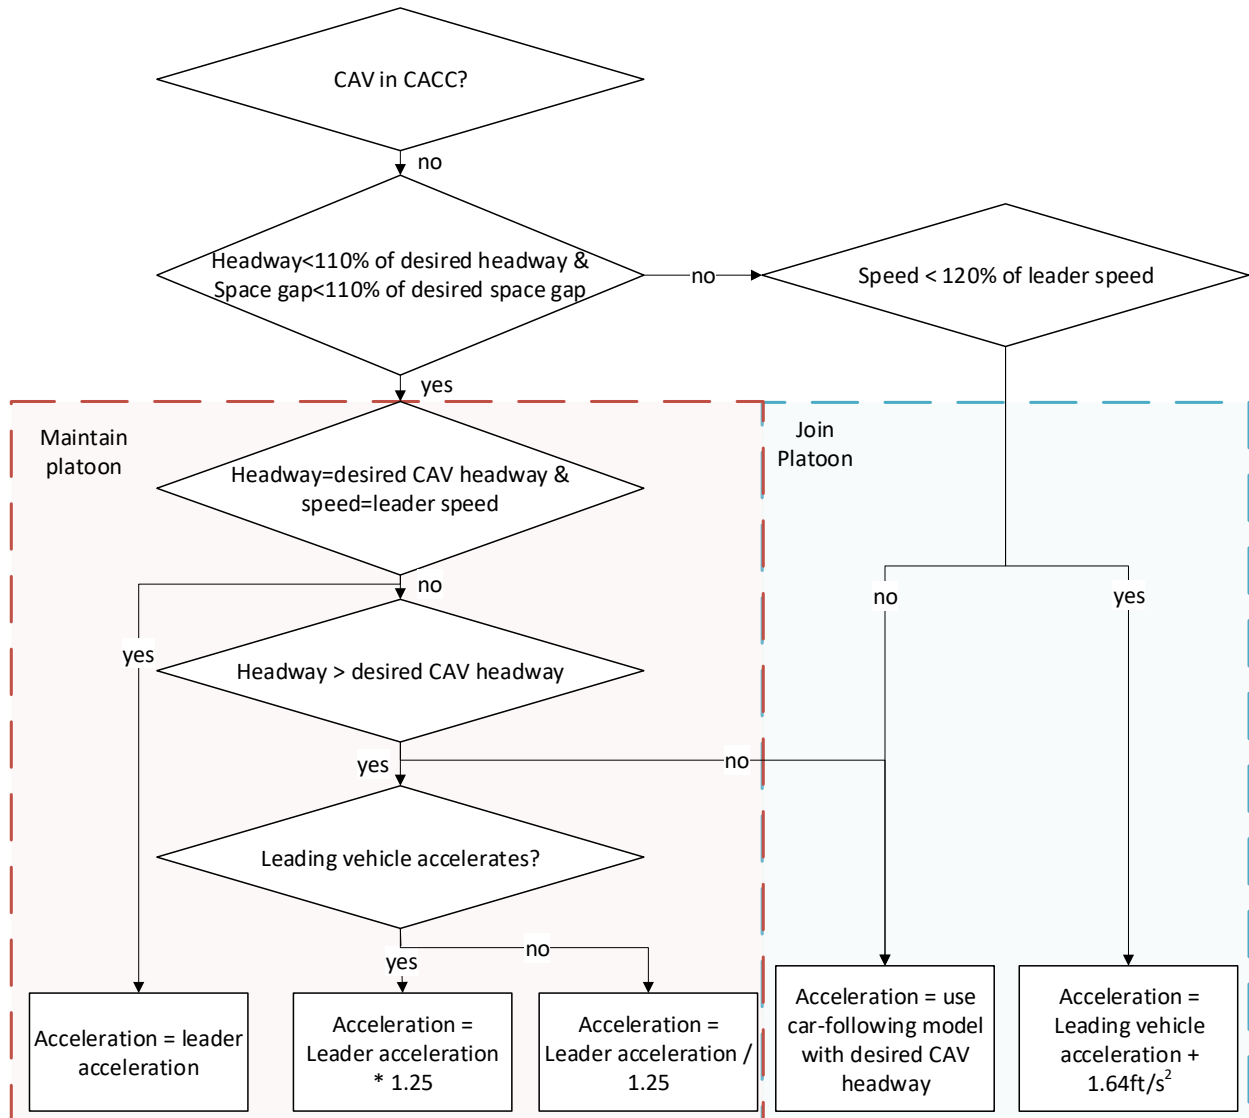 CAV in CACC?
no
Headway<110% of desired headway &
Space gap<110% of desired space gap
no
Speed < 120% of leader speed
yes
Maintain
platoon
Join
Platoon
Headway=desired CAV headway &
speed=leader speed
no
no
yes
yes
Headway > desired CAV headway
yes
no
Leading vehicle accelerates?
yes
no
Acceleration = leader
acceleration
Acceleration =
Leader acceleration
* 1.25
Acceleration =
Leader acceleration /
1.25
Acceleration = use
car-following model
with desired CAV
headway
Acceleration =
Leading vehicle
acceleration +
1.64ft/s²